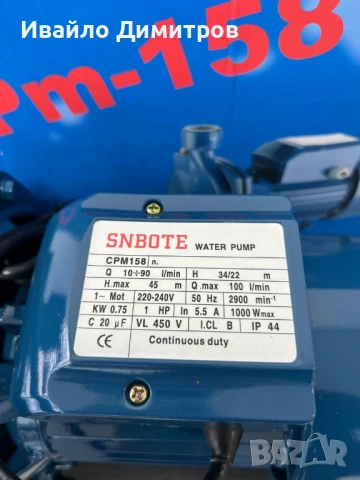 Ивайло Димитров
Pm-158
SNBOTE WATER PUMP
CPM158 n.
Q 10÷90 l/min H 34/22 m
H.max 45 m Q.max 100 l/min
1~ Mot 220-240V 50 Hz 2900 min⁻¹
KW 0.75 1 HP In 5.5 A 1000 Wmax
C 20 μF VL 450 V I.CL B IP 44
CE Continuous duty
BAZAR